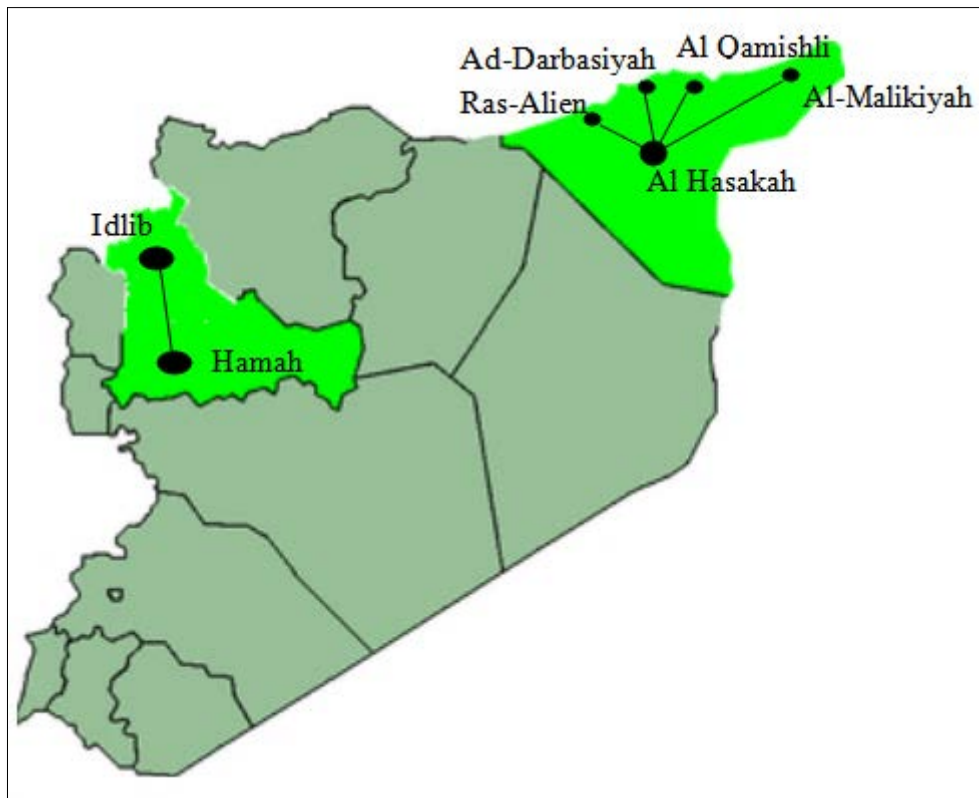 Al Qamishli
Ad-Darbasiyah
Ras-Alien
Al-Malikiyah
Al Hasakah
Idlib
Hamah